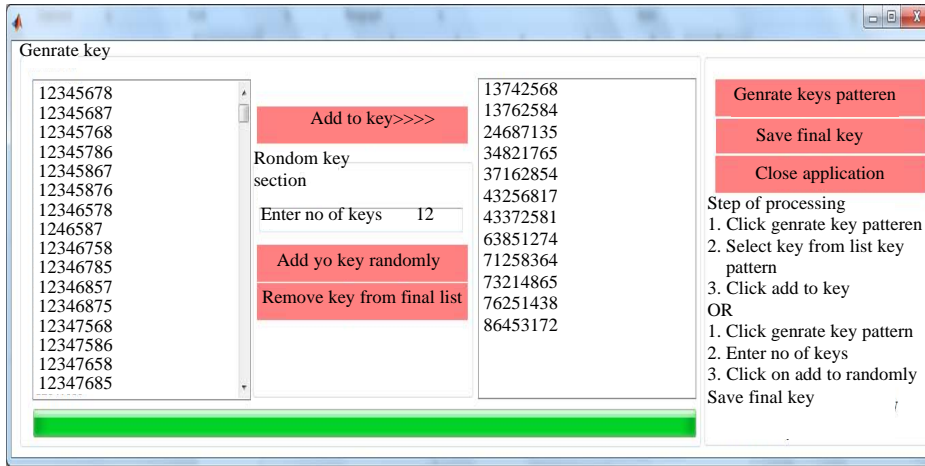 Genrate key
12345678
12345687
12345768
12345786
12345867
12345876
12346578
1246587
12346758
12346785
12346857
12346875
12347568
12347586
12347658
12347685
Add to key>>>>
Rondom key
section
Enter no of keys 12
Add yo key randomly
Remove key from final list
13742568
13762584
24687135
34821765
37162854
43256817
43372581
63851274
71258364
73214865
76251438
86453172
Genrate keys patteren
Save final key
Close application
Step of processing
1. Click genrate key patteren
2. Select key from list key
pattern
3. Click add to key
OR
1. Click genrate key pattern
2. Enter no of keys
3. Click on add to randomly
Save final key